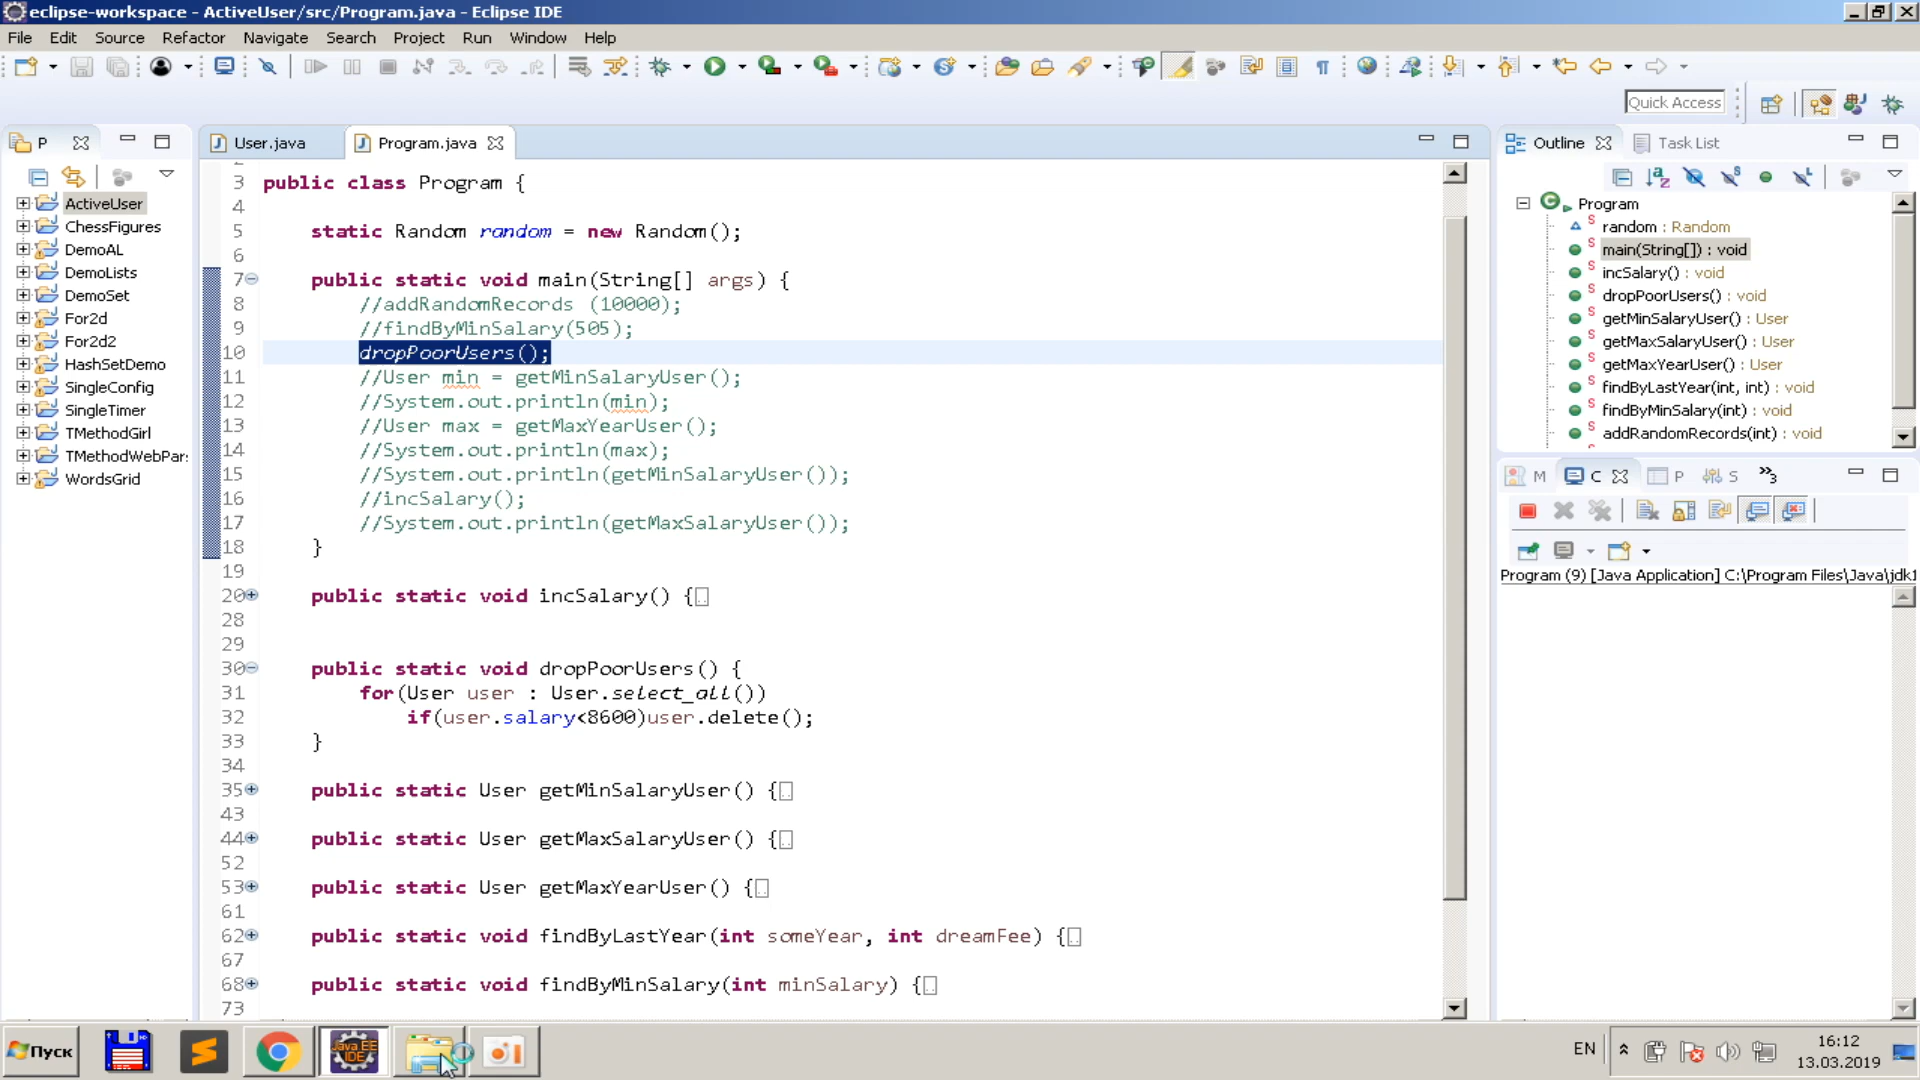 eclipse-workspace - ActiveUser/src/Program.java - Eclipse IDE
File Edit Source Refactor Navigate Search Project Run Window Help
Quick Access
P
ActiveUser
ChessFigures
DemoAL
DemoLists
DemoSet
For2d
For2d2
HashSetDemo
SingleConfig
SingleTimer
TMethodGirl
TMethodWebPar:
WordsGrid
User.java Program.java
3 public class Program {
4
5 static Random random = new Random();
6
7 public static void main(String[] args) {
8 //addRandomRecords (10000);
9 //findByMinSalary(505);
10 dropPoorUsers();
11 //User min = getMinSalaryUser();
12 //System.out.println(min);
13 //User max = getMaxYearUser();
14 //System.out.println(max);
15 //System.out.println(getMinSalaryUser());
16 //incSalary();
17 //System.out.println(getMaxSalaryUser());
18 }
19
20 public static void incSalary() {
28
29
30 public static void dropPoorUsers() {
31 for(User user : User.select_all())
32 if(user.salary<8600)user.delete();
33 }
34
35 public static User getMinSalaryUser() {
43
44 public static User getMaxSalaryUser() {
52
53 public static User getMaxYearUser() {
61
62 public static void findByLastYear(int someYear, int dreamFee) {
67
68 public static void findByMinSalary(int minSalary) {
73
Outline Task List
Program
random : Random
main(String[]) : void
incSalary() : void
dropPoorUsers() : void
getMinSalaryUser() : User
getMaxSalaryUser() : User
getMaxYearUser() : User
findByLastYear(int, int) : void
findByMinSalary(int) : void
addRandomRecords(int) : void
M C P S 3
Program (9) [Java Application] C:\Program Files\Java\jdk1
Пуск
Java EE
IDE
EN
16:12
13.03.2019